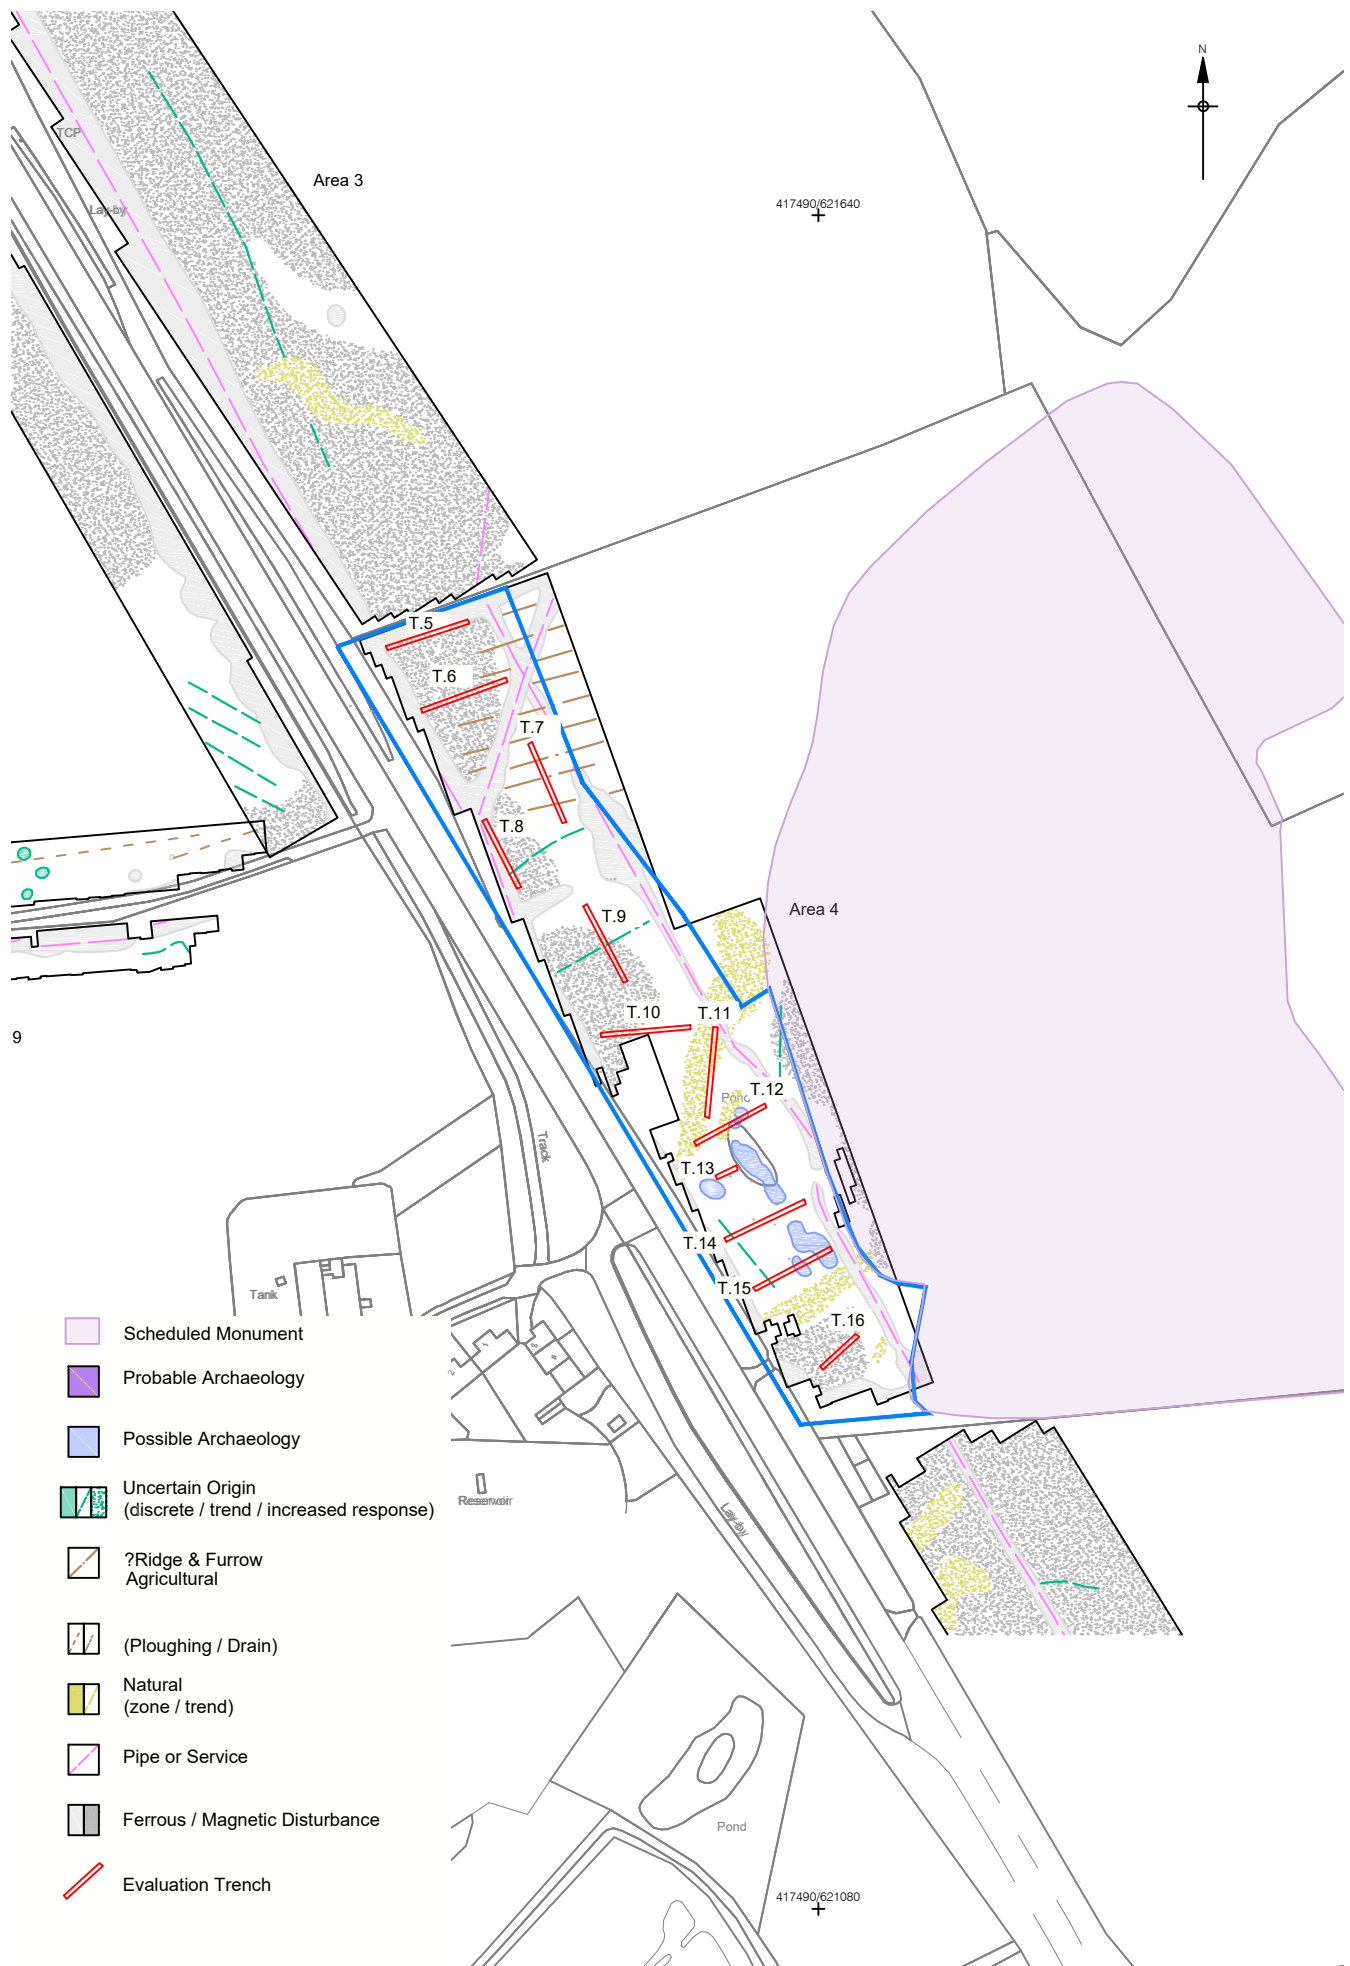 N
TCP
Area 3
417490/621640
Lay-by
T.5
T.6
T.7
T.8
T.9
Area 4
T.10
T.11
9
T.12
Pond
Track
T.13
T.14
T.15
Tank
T.16
Scheduled Monument
Probable Archaeology
Possible Archaeology
Uncertain Origin
(discrete / trend / increased response)
Reservoir
Lay-by
?Ridge & Furrow
Agricultural
(Ploughing / Drain)
Natural
(zone / trend)
Pipe or Service
Ferrous / Magnetic Disturbance
Pond
Evaluation Trench
417490/621080